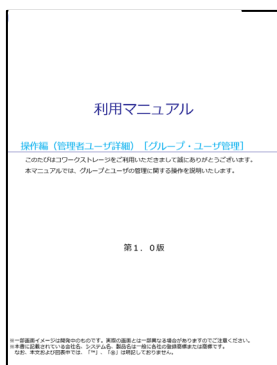 利用マニュアル
操作編（管理者ユーザ詳細）［グループ・ユーザ管理］
このたびはコワークストレージをご利用いただきまして誠にありがとうございます。
本マニュアルでは、グループとユーザの管理に関する操作を説明いたします。
第１．０版
※一部画面イメージは開発中のものです。実際の画面とは一部異なる場合がありますのでご注意ください。
※本書に記載されている会社名、システム名、製品名は一般に各社の登録商標または商標です。
なお、本文および図表中では、「™」、「®」は明記しておりません。